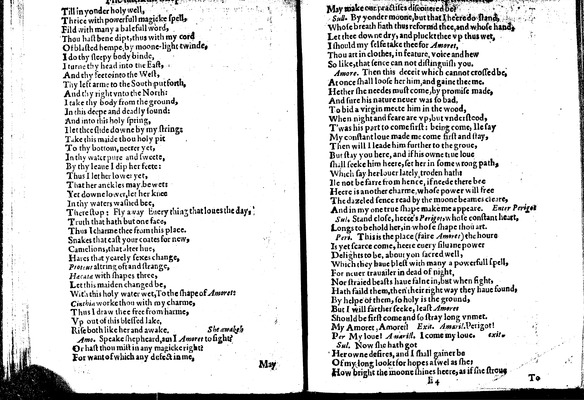 Till in yonder holy well,
Thrice with powerfull magicke spell,
Fild with many a balefull word,
Thou hast bene dipt, thus with my cord
Of blasted hempe, by moone-light twinde,
I do thy sleepy body binde,
I turne thy head into the East,
And thy feete into the West,
Thy left arme to the South put forth,
And thy right vnto the North:
I take thy body from the ground,
In this deepe and deadly sound:
And into this holy spring,
I let thee slide downe by my string:
Take this maide thou holy pit
To thy bottom, neerer yet,
In thy water pure and sweete,
By thy leaue I dip her feete:
Thus I let her lower yet,
That her anckles may be wett
Yet downe lower, let her knee
In thy waters washed bee,
There stop: Fly away Euery thing that loues the day,
Truth that hath but one face,
Thus I charme thee from this place.
Snakes that cast your coates for new,
Camelions, that alter hue,
Hares that yearely sexes change,
Proteus altring oft and strange,
Hecate with shapes three,
Let this maiden changed be,
With this holy water wet, To the shape of Amoret:
Cinthia worke thou with my charme,
Thus I draw thee free from harme,
Vp out of this blessed lake,
Rise both like her and awake. She awaketh
Amo. Speake shepheard, am I Amoret to sight?
Or hast thou mist in any magicke right?
For want of which any defect in me,
May
May make our practises discouered be?
Sull. By yonder moone, but that I heere do stand,
Whose breath hath thus reformd thee, and whose hand,
Let thee downe dry, and pluckt thee vp thus wet,
I should my selfe take thee for Amoret,
Thou art in clothes, in feature, voice and hew
So like, that sence can not distinguish you.
Amore. Then this deceit which cannot crossed be,
At once shall loose her him, and gaine thee me.
Hether she needes must come, by promise made,
And sure his nature neuer was so bad,
To bid a virgin meete him in the wood,
When night and feare are vp, but vnderstood,
T'was his part to come first: being come, Ile say
My constant loue made me come first and stay,
Then will I leade him further to the groue,
But stay you here, and if his owne true loue
shall seeke him heere, set her in some wrong path,
Which say her louer lately troden hath:
Ile not be farre from hence, if neede there bee
Heere is another charme, whose power will free
The dazeled sence read by the moone beames cleare,
And in my one true shape make me appeare. Enter Perigot
Sul. Stand close, heere's Perigot, whose constant heart,
Longs to behold her, in whose shape thou art.
Pere. This is the place (faire Amoret) the houre
Is yet scarce come, heere euery siluane power
Delights to be, about yon sacred well,
Which they haue blest with many a powerfull spell,
For neuer trauailer in dead of night,
Nor straied beasts haue falne in, but when sight,
Hath faild them, then their right way they haue found,
By helpe of them, so holy is the ground,
But I will farther seeke, least Amoret
Should be first come and so stray long vnmet.
My Amoret, Amoret! Exit. Amaril. Perigot!
Per My loue! Amarill. I come my loue. exit.
Sul. Now she hath got
Her owne desires, and I shall gainer be
Of my long lookt for hopes aswel as she:
How bright the moone shines heere, as if she stroue
Ii 4
To